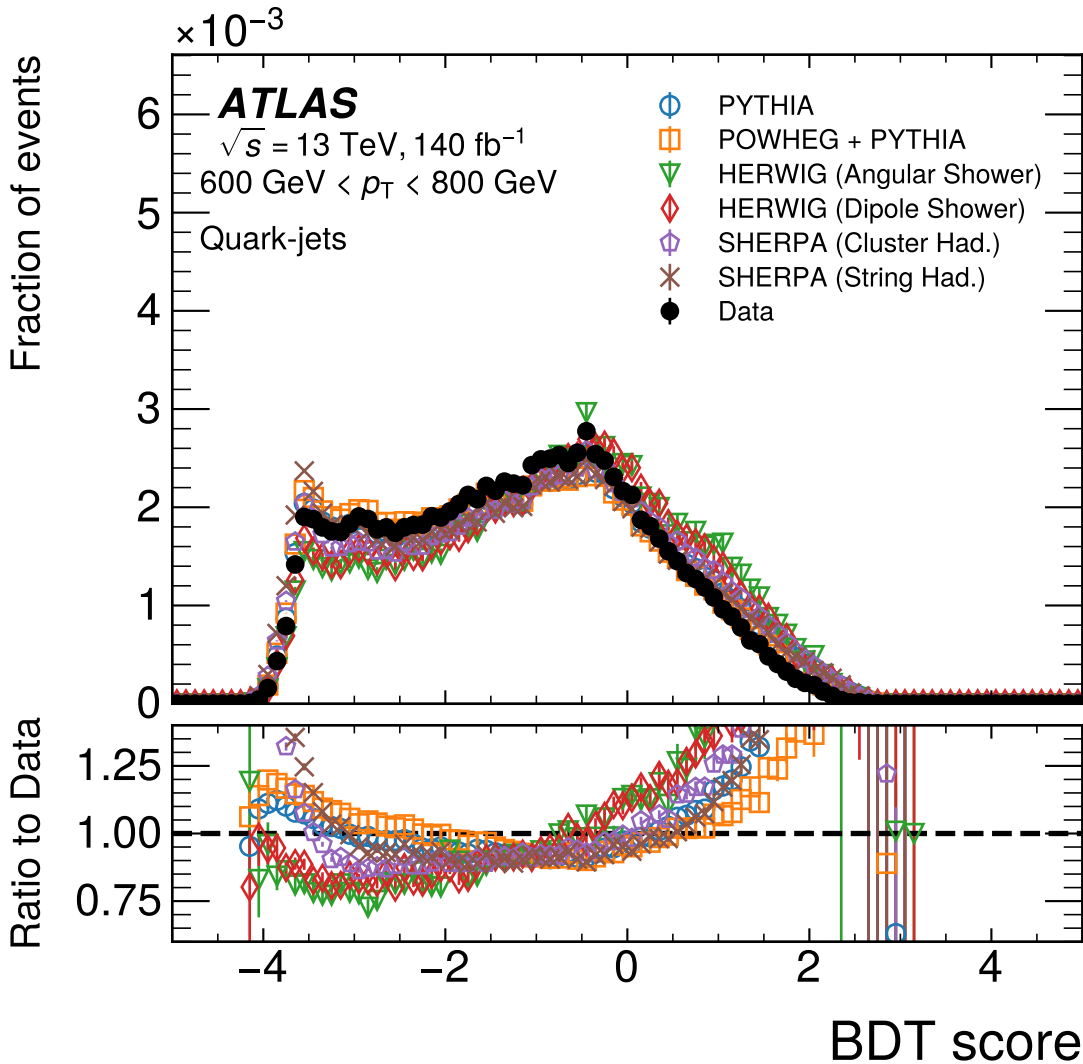 ×10⁻³
Fraction of events
6
5
4
3
2
1
0
ATLAS
√s = 13 TeV, 140 fb⁻¹
600 GeV < pT < 800 GeV
Quark-jets
PYTHIA
POWHEG + PYTHIA
HERWIG (Angular Shower)
HERWIG (Dipole Shower)
SHERPA (Cluster Had.)
SHERPA (String Had.)
Data
Ratio to Data
1.25
1.00
0.75
−4 −2 0 2 4
BDT score